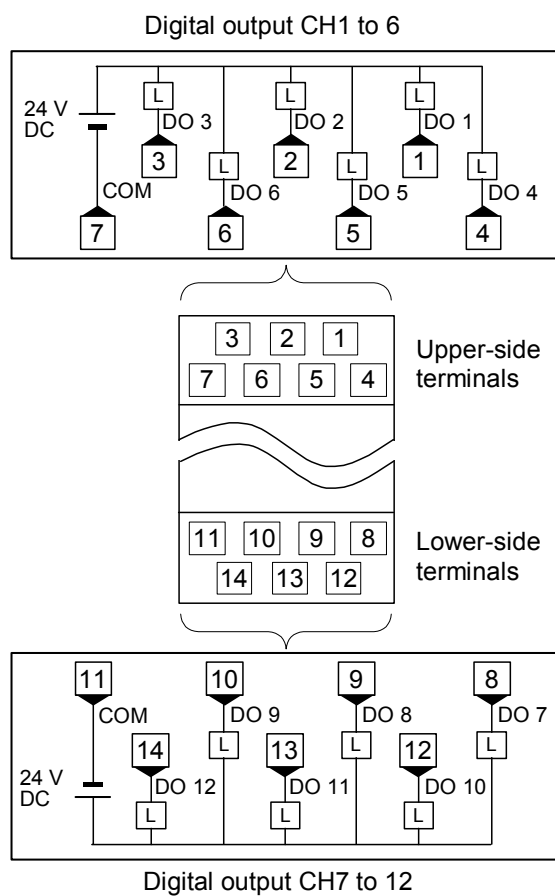 Digital output CH1 to 6
24 V
DC
L
DO 3
3
L
DO 2
2
L
DO 1
1
COM
7
L
DO 6
6
L
DO 5
5
L
DO 4
4
3 2 1
7 6 5 4
Upper-side
terminals
11 10 9 8
14 13 12
Lower-side
terminals
11
COM
10
DO 9
L
9
DO 8
L
8
DO 7
L
24 V
DC
14
DO 12
L
13
DO 11
L
12
DO 10
L
Digital output CH7 to 12